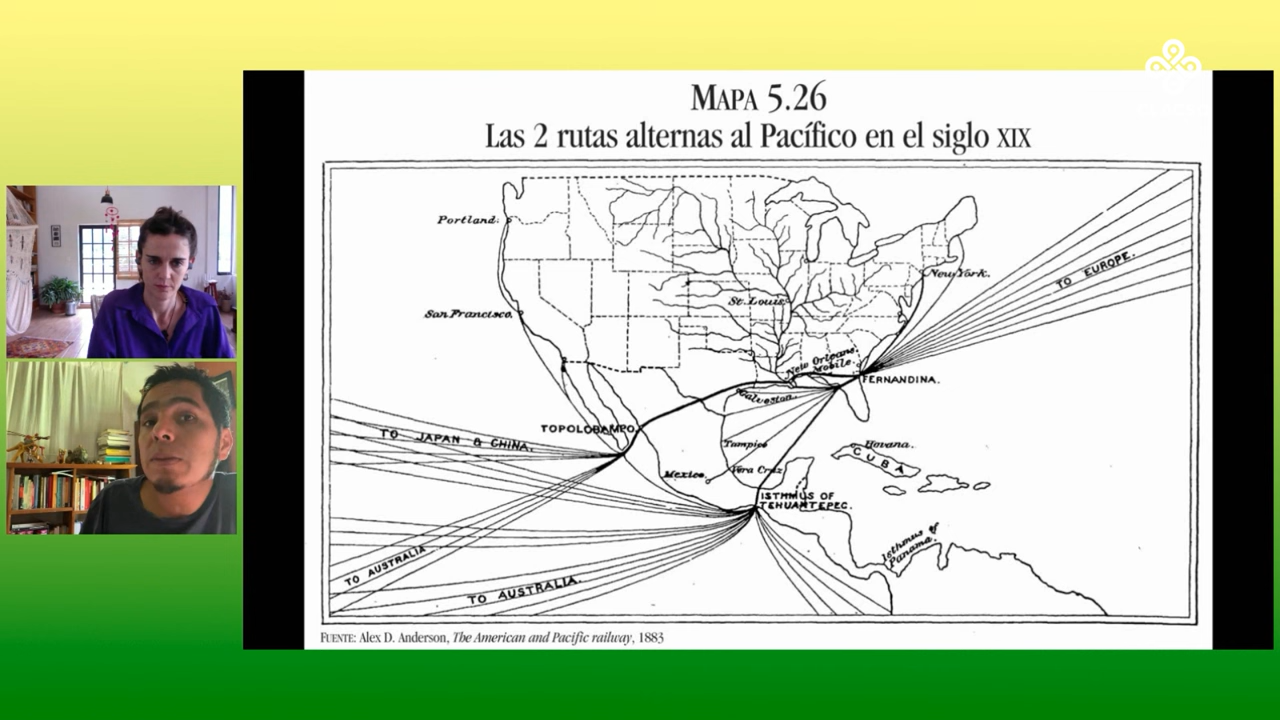 MAPA 5.26
Las 2 rutas alternas al Pacífico en el siglo XIX
Portland.
New York.
TO EUROPE.
St. Louis
San Francisco.
New Orleans.
Mobile.
FERNANDINA.
Galveston.
TOPOLOBAMPO.
TO JAPAN & CHINA.
Tampico
Havana.
CUBA
Mexico.
Vera Cruz
ISTHMUS OF
TEHUANTEPEC.
Isthmus of
Panama.
TO AUSTRALIA
TO AUSTRALIA.
FUENTE: Alex D. Anderson, The American and Pacific railway, 1883